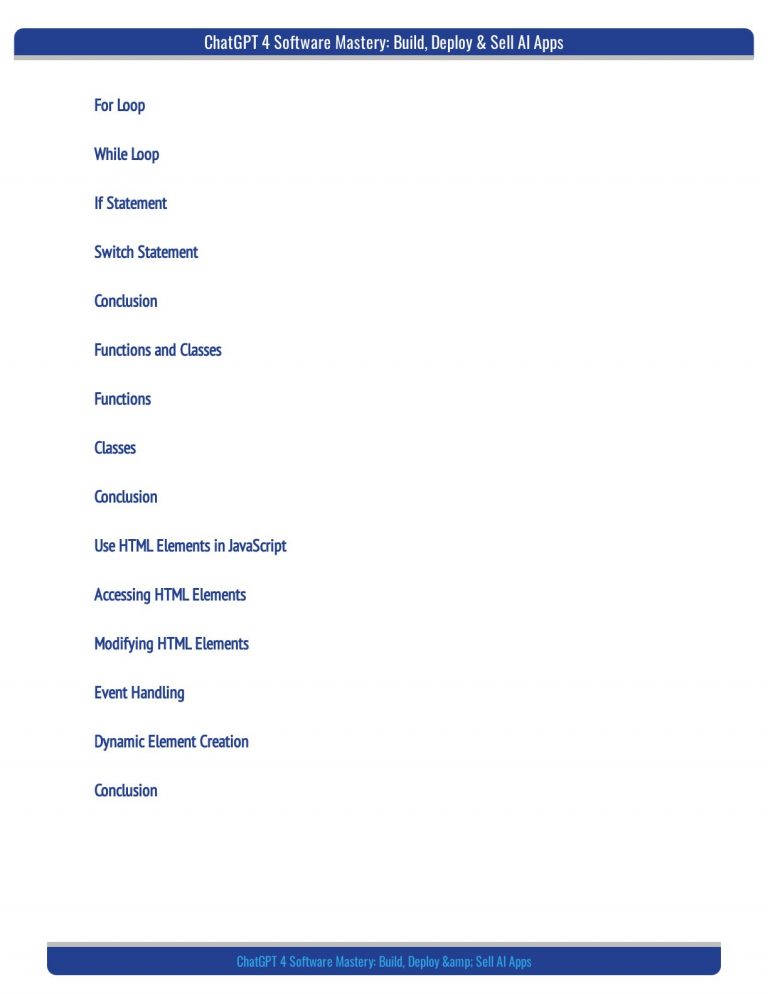 ChatGPT 4 Software Mastery: Build, Deploy & Sell AI Apps
For Loop
While Loop
If Statement
Switch Statement
Conclusion
Functions and Classes
Functions
Classes
Conclusion
Use HTML Elements in JavaScript
Accessing HTML Elements
Modifying HTML Elements
Event Handling
Dynamic Element Creation
Conclusion
ChatGPT 4 Software Mastery: Build, Deploy &amp; Sell AI Apps